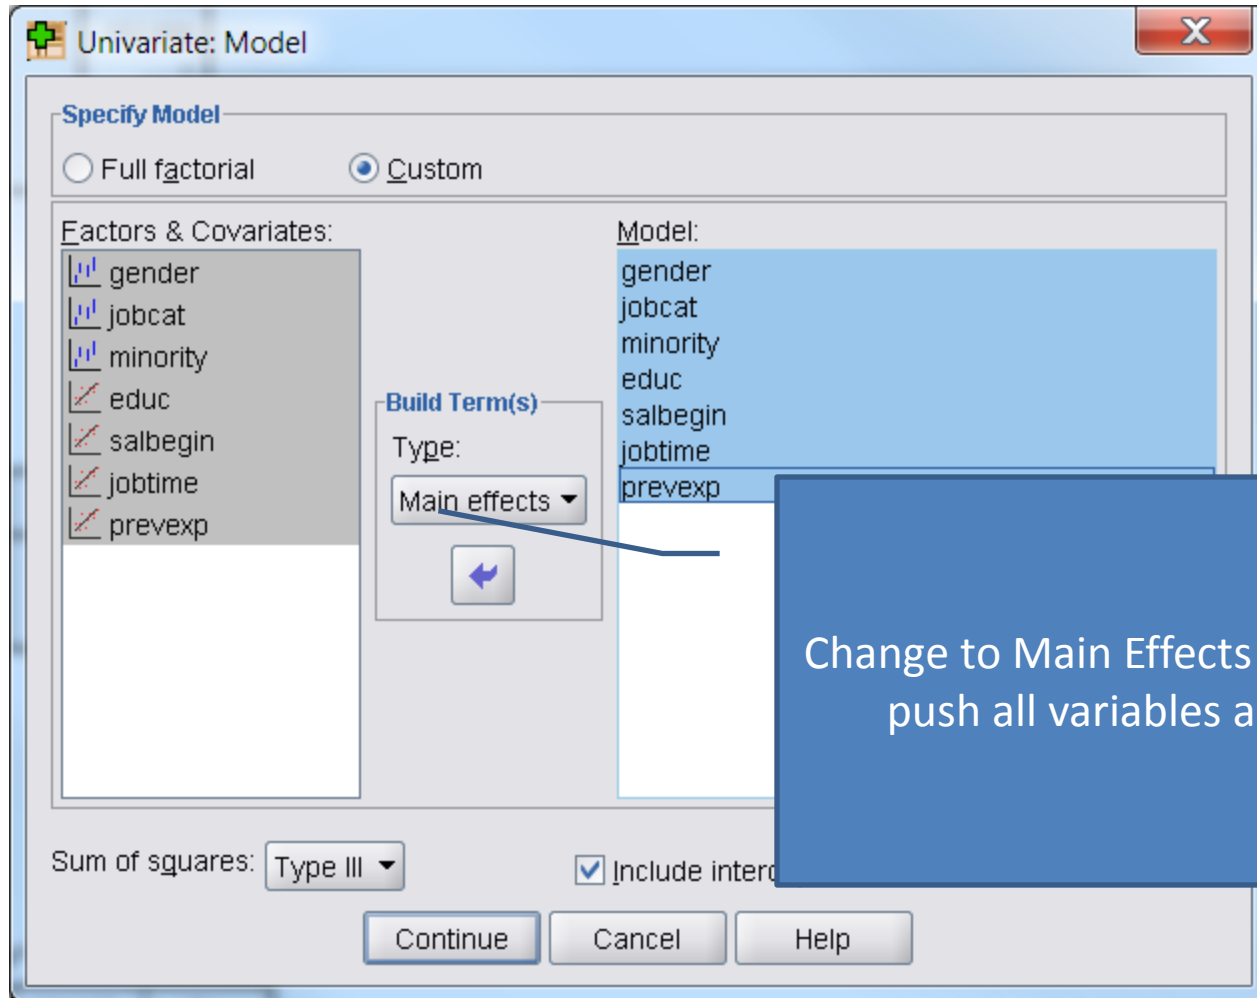 Univariate: Model
Specify Model
Full factorial
Custom
Factors & Covariates:
gender
jobcat
minority
educ
salbegin
jobtime
prevexp
Build Term(s)
Type:
Main effects
Model:
gender
jobcat
minority
educ
salbegin
jobtime
prevexp
Change to Main Effects
push all variables a
Sum of squares: Type III
Include interc
Continue Cancel Help